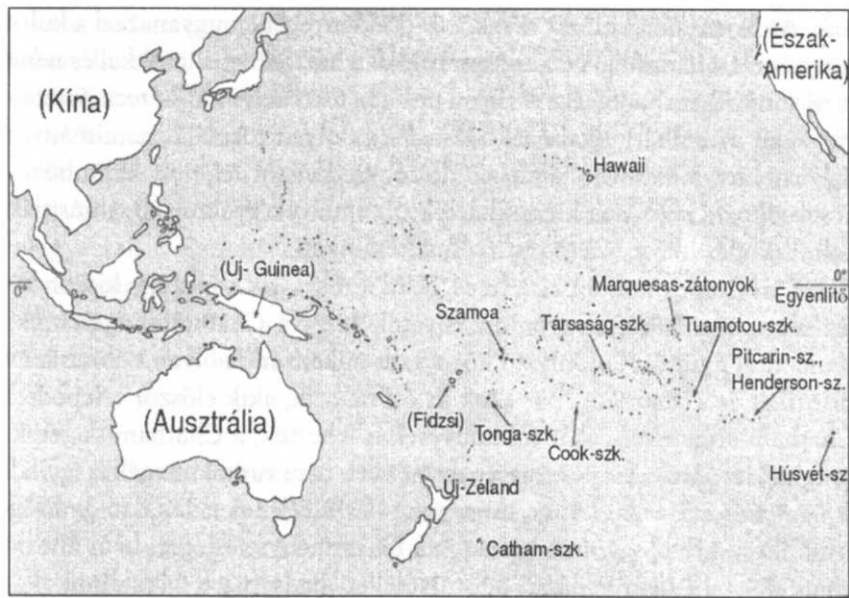 (Észak-
Amerika)
(Kína)
Hawaii
(Új- Guinea)
0°
0°
Egyenlítő
Marquesas-zátonyok
Szamoa
Társaság-szk.
Tuamotou-szk.
Pitcarin-sz.,
Henderson-sz.
(Ausztrália)
(Fidzsi)
Tonga-szk.
Cook-szk.
Húsvét-sz
Új-Zéland
Catham-szk.